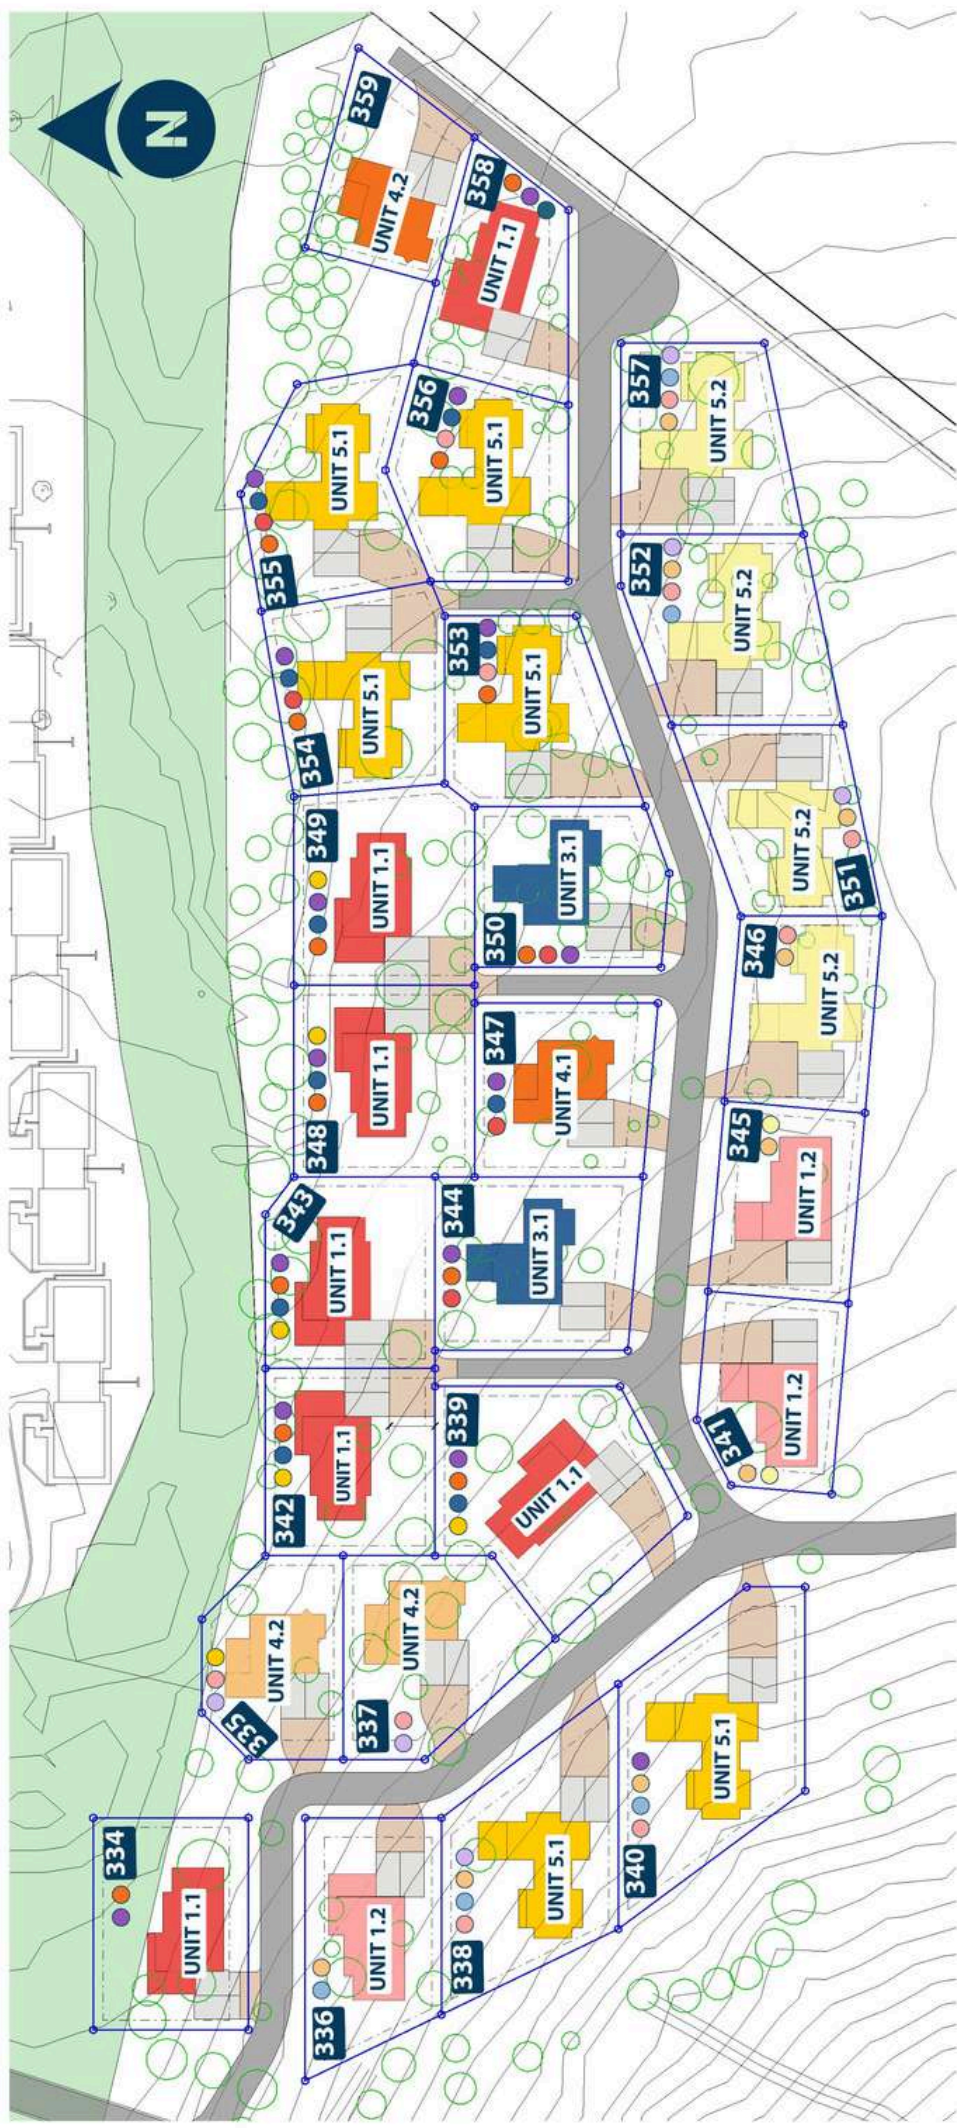 N
359
UNIT 4.2
358
UNIT 1.1
356
UNIT 5.1
355
UNIT 5.1
357
UNIT 5.2
352
UNIT 5.2
353
UNIT 5.1
354
UNIT 5.1
349
UNIT 1.1
350
UNIT 3.1
351
UNIT 5.2
346
UNIT 5.2
347
UNIT 4.1
348
UNIT 1.1
345
UNIT 1.2
344
UNIT 3.1
343
UNIT 1.1
341
UNIT 1.2
339
UNIT 1.1
342
UNIT 1.1
335
UNIT 4.2
337
UNIT 4.2
334
UNIT 1.1
336
UNIT 1.2
338
UNIT 5.1
340
UNIT 5.1